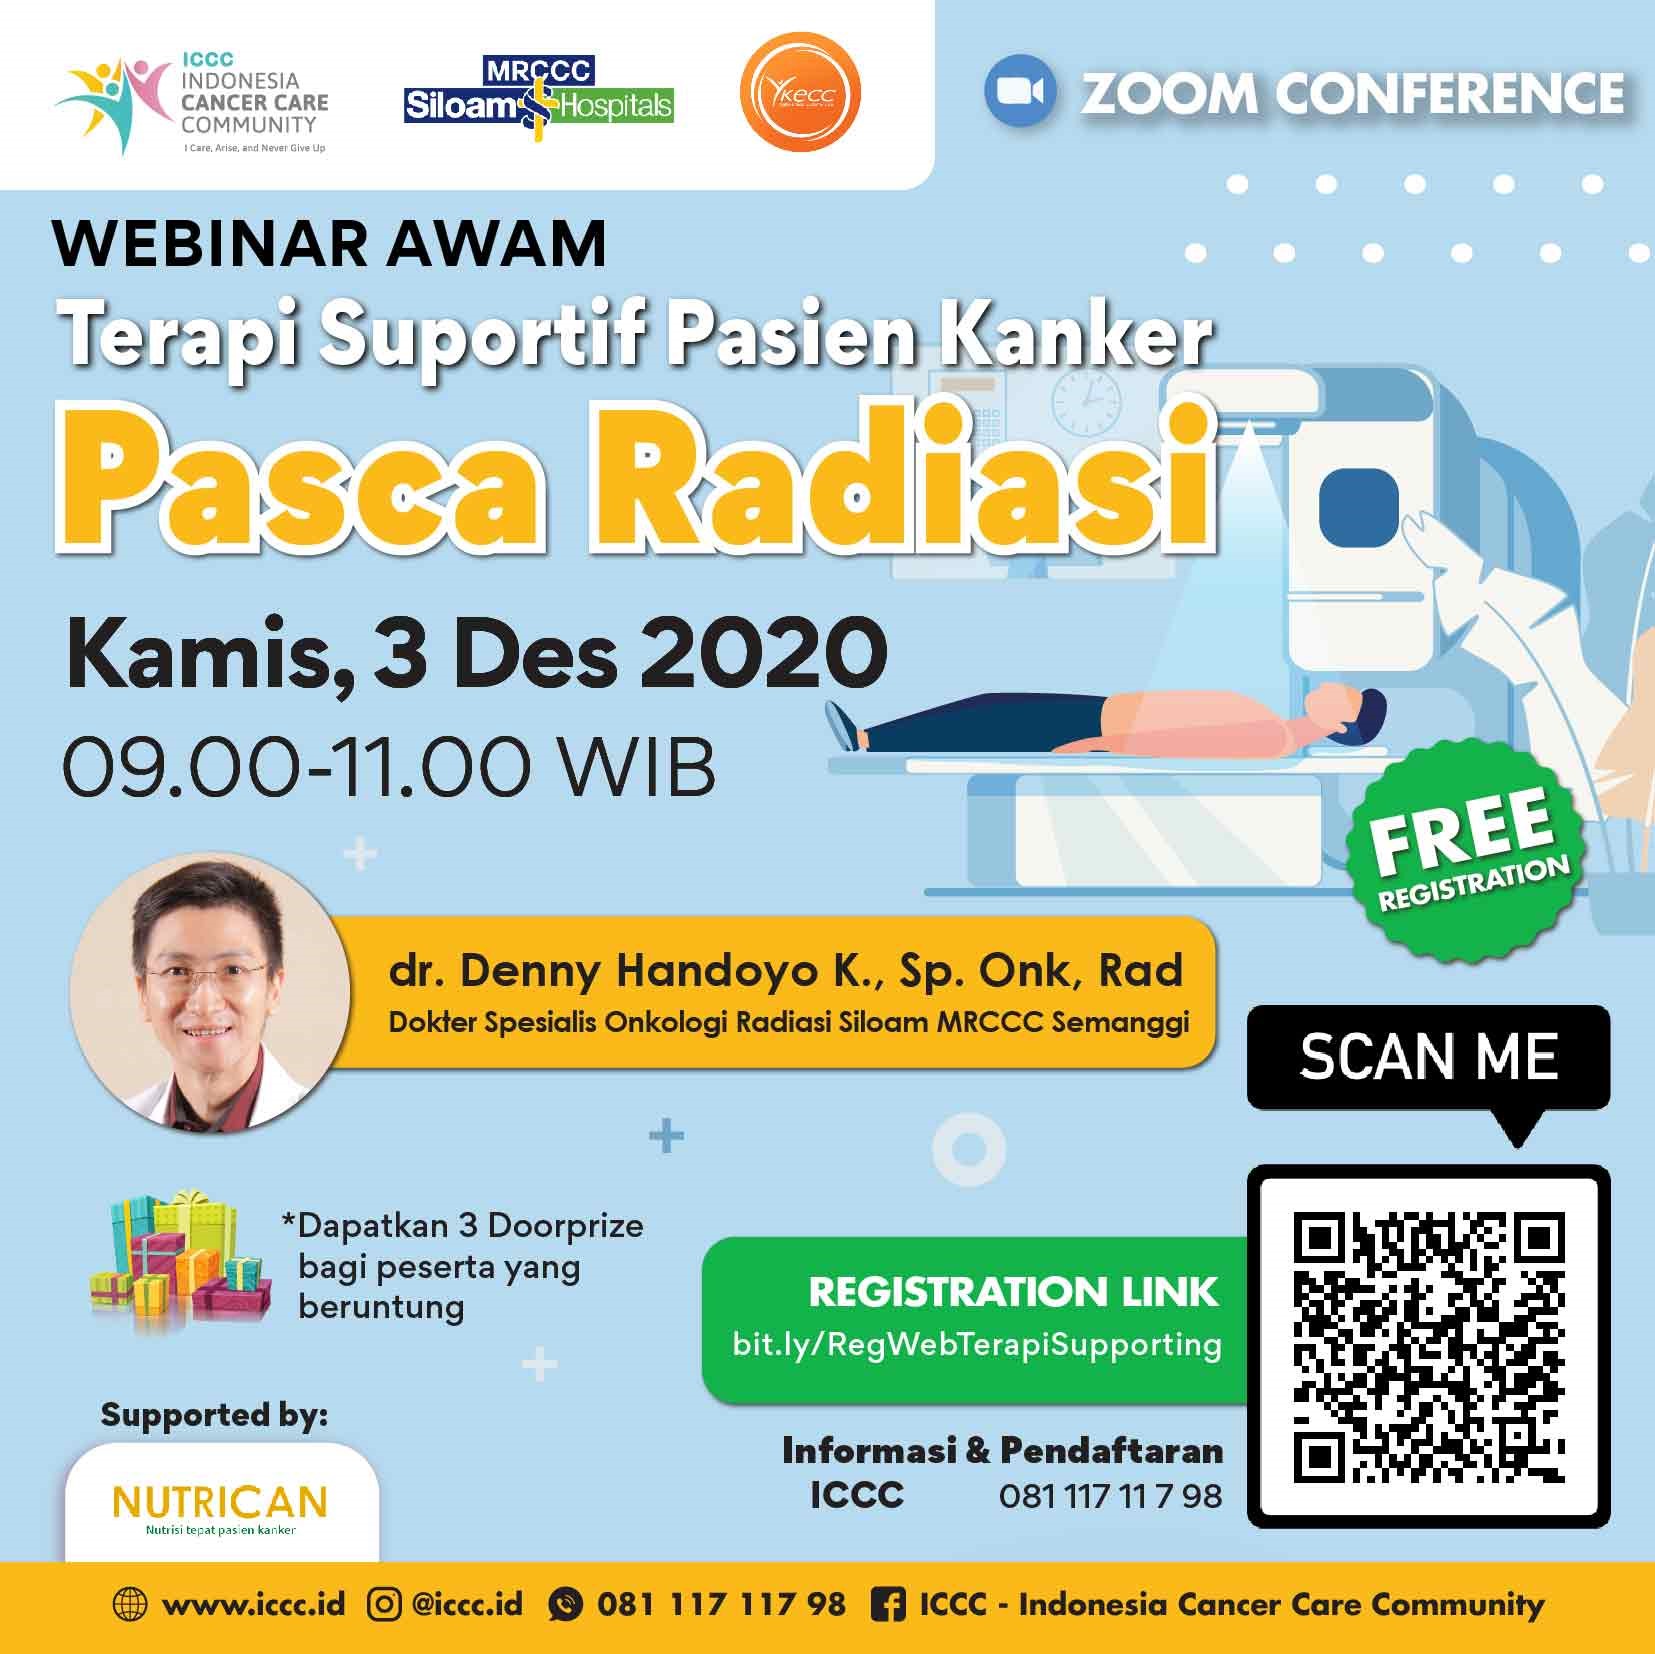 ICCC
INDONESIA
CANCER CARE
COMMUNITY
I Care, Arise, and Never Give Up
MRCCC
Siloam Hospitals
YKECC
ZOOM CONFERENCE
WEBINAR AWAM
Terapi Suportif Pasien Kanker
Pasca Radiasi
Kamis, 3 Des 2020
09.00-11.00 WIB
FREE
REGISTRATION
dr. Denny Handoyo K., Sp. Onk, Rad
Dokter Spesialis Onkologi Radiasi Siloam MRCCC Semanggi
SCAN ME
*Dapatkan 3 Doorprize
bagi peserta yang
beruntung
REGISTRATION LINK
bit.ly/RegWebTerapiSupporting
Supported by:
NUTRICAN
Nutrisi tepat pasien kanker
Informasi & Pendaftaran
ICCC 081 117 11 7 98
www.iccc.id @iccc.id 081 117 117 98 ICCC - Indonesia Cancer Care Community